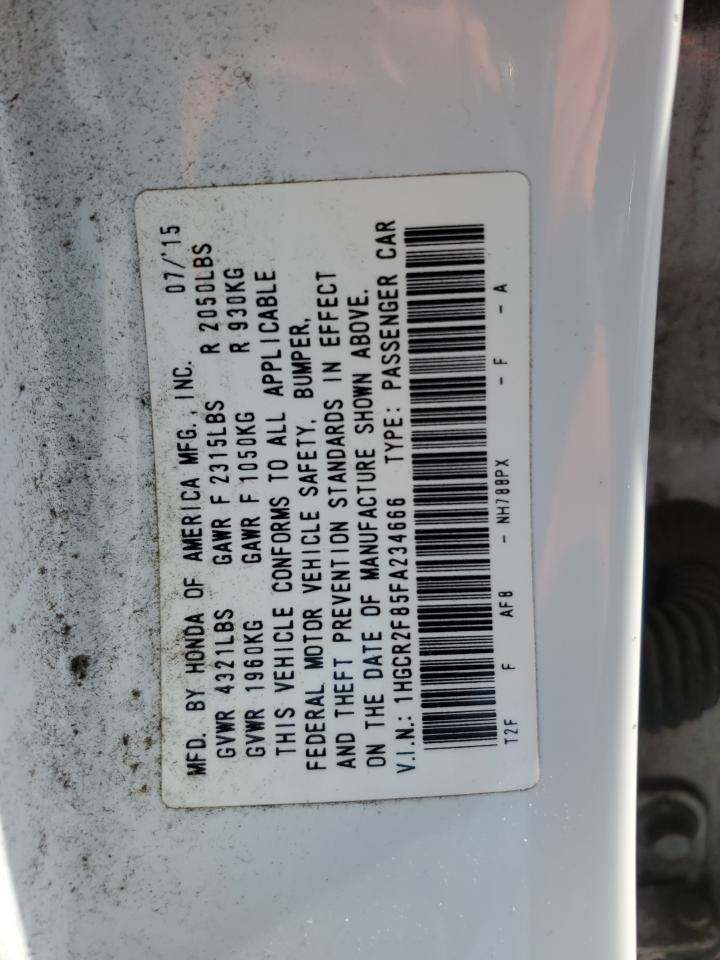 MFD. BY HONDA OF AMERICA MFG., INC. 07/'15
GVWR 4321LBS GAWR F 2315LBS R 2050LBS
GVWR 1960KG GAWR F 1050KG R 930KG
THIS VEHICLE CONFORMS TO ALL APPLICABLE
FEDERAL MOTOR VEHICLE SAFETY, BUMPER,
AND THEFT PREVENTION STANDARDS IN EFFECT
ON THE DATE OF MANUFACTURE SHOWN ABOVE.
V.I.N.: 1HGCR2F85FA234666 TYPE: PASSENGER CAR
T2F F AF8 - NH788PX - F - A